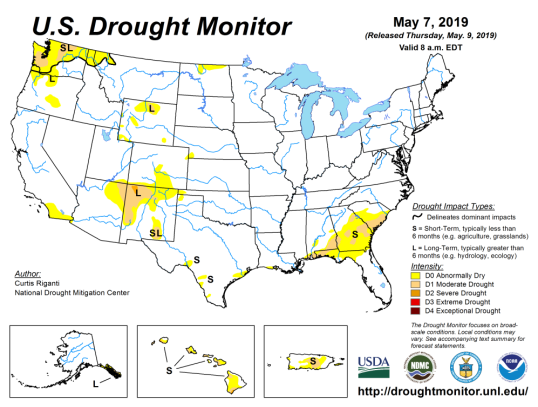 U.S. Drought Monitor
May 7, 2019
(Released Thursday, May. 9, 2019)
Valid 8 a.m. EDT
SL
L
L
L
SL
S
S
S
Drought Impact Types:
Delineates dominant impacts
S = Short-Term, typically less than
6 months (e.g. agriculture, grasslands)
L = Long-Term, typically greater than
6 months (e.g. hydrology, ecology)
Intensity:
D0 Abnormally Dry
D1 Moderate Drought
D2 Severe Drought
D3 Extreme Drought
D4 Exceptional Drought
Author:
Curtis Riganti
National Drought Mitigation Center
The Drought Monitor focuses on broad-
scale conditions. Local conditions may
vary. See accompanying text summary for
forecast statements.
L
S
S
USDA
NDMC
NOAA
http://droughtmonitor.unl.edu/